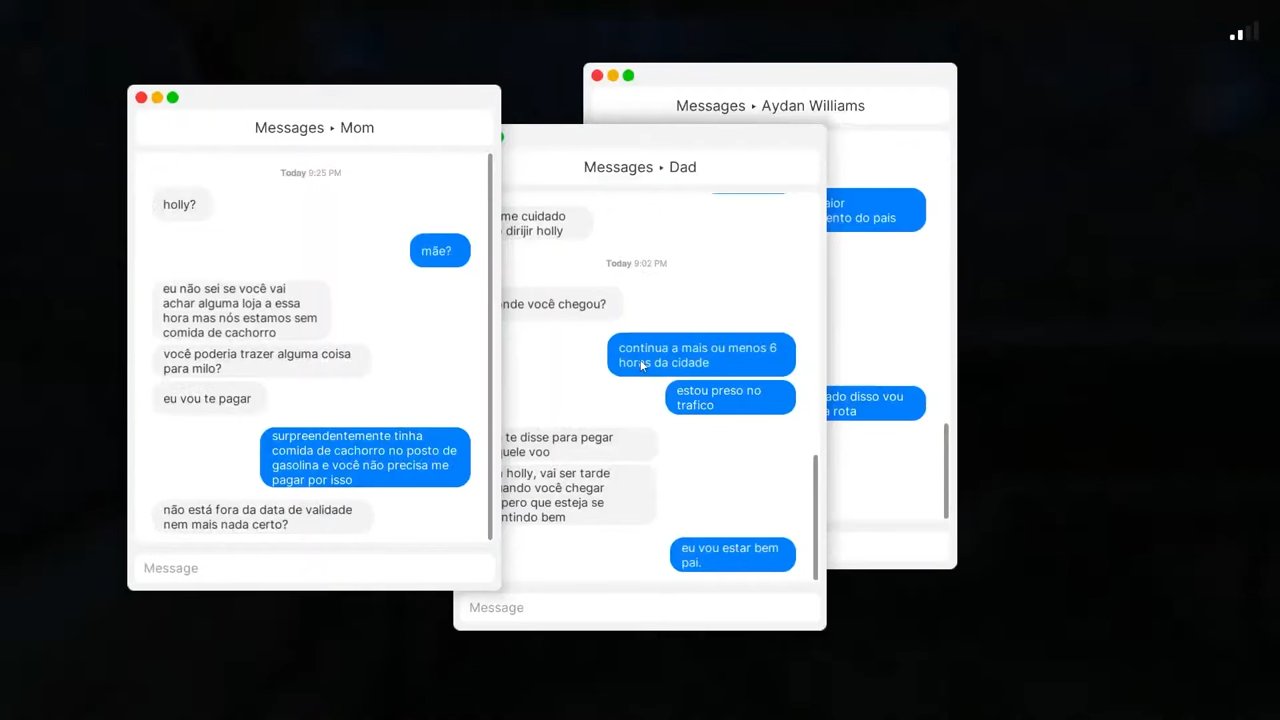 Messages ▸ Mom
Today 9:25 PM
holly?
mãe?
eu não sei se você vai
achar alguma loja a essa
hora mas nós estamos sem
comida de cachorro
você poderia trazer alguma coisa
para milo?
eu vou te pagar
surpreendentemente tinha
comida de cachorro no posto de
gasolina e você não precisa me
pagar por isso
não está fora da data de validade
nem mais nada certo?
Message
Messages ▸ Dad
me cuidado
dirijir holly
Today 9:02 PM
nde você chegou?
continua a mais ou menos 6
horas da cidade
estou preso no
trafico
te disse para pegar
uele voo
holly, vai ser tarde
ando você chegar
pero que esteja se
ntindo bem
eu vou estar bem
pai.
Message
Messages ▸ Aydan Williams
aior
ento do pais
ado disso vou
rota